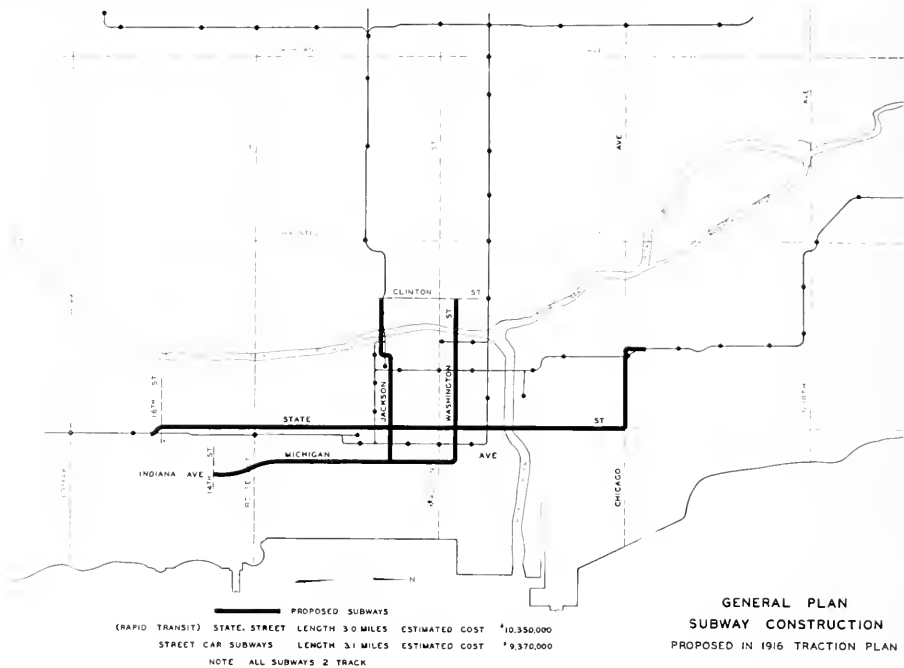 AVE
AVE
CLINTON ST
ST
16TH ST
JACKSON
WASHINGTON
STATE ST
MICHIGAN AVE
INDIANA AVE
14TH ST
CHICAGO
N
PROPOSED SUBWAYS
(RAPID TRANSIT) STATE. STREET LENGTH 3.0 MILES ESTIMATED COST $10,350,000
STREET CAR SUBWAYS LENGTH 3.1 MILES ESTIMATED COST $9,370,000
NOTE ALL SUBWAYS 2 TRACK
GENERAL PLAN
SUBWAY CONSTRUCTION
PROPOSED IN 1916 TRACTION PLAN